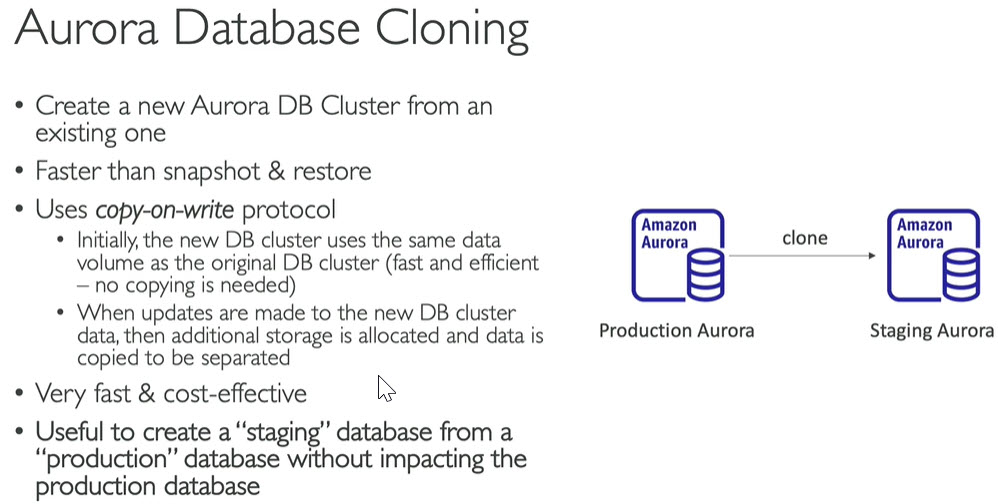 Aurora Database Cloning
• Create a new Aurora DB Cluster from an
existing one
• Faster than snapshot & restore
• Uses copy-on-write protocol
• Initially, the new DB cluster uses the same data
volume as the original DB cluster (fast and efficient
– no copying is needed)
• When updates are made to the new DB cluster
data, then additional storage is allocated and data is
copied to be separated
• Very fast & cost-effective
• Useful to create a “staging” database from a
“production” database without impacting the
production database
Amazon
Aurora
Production Aurora
clone
Amazon
Aurora
Staging Aurora